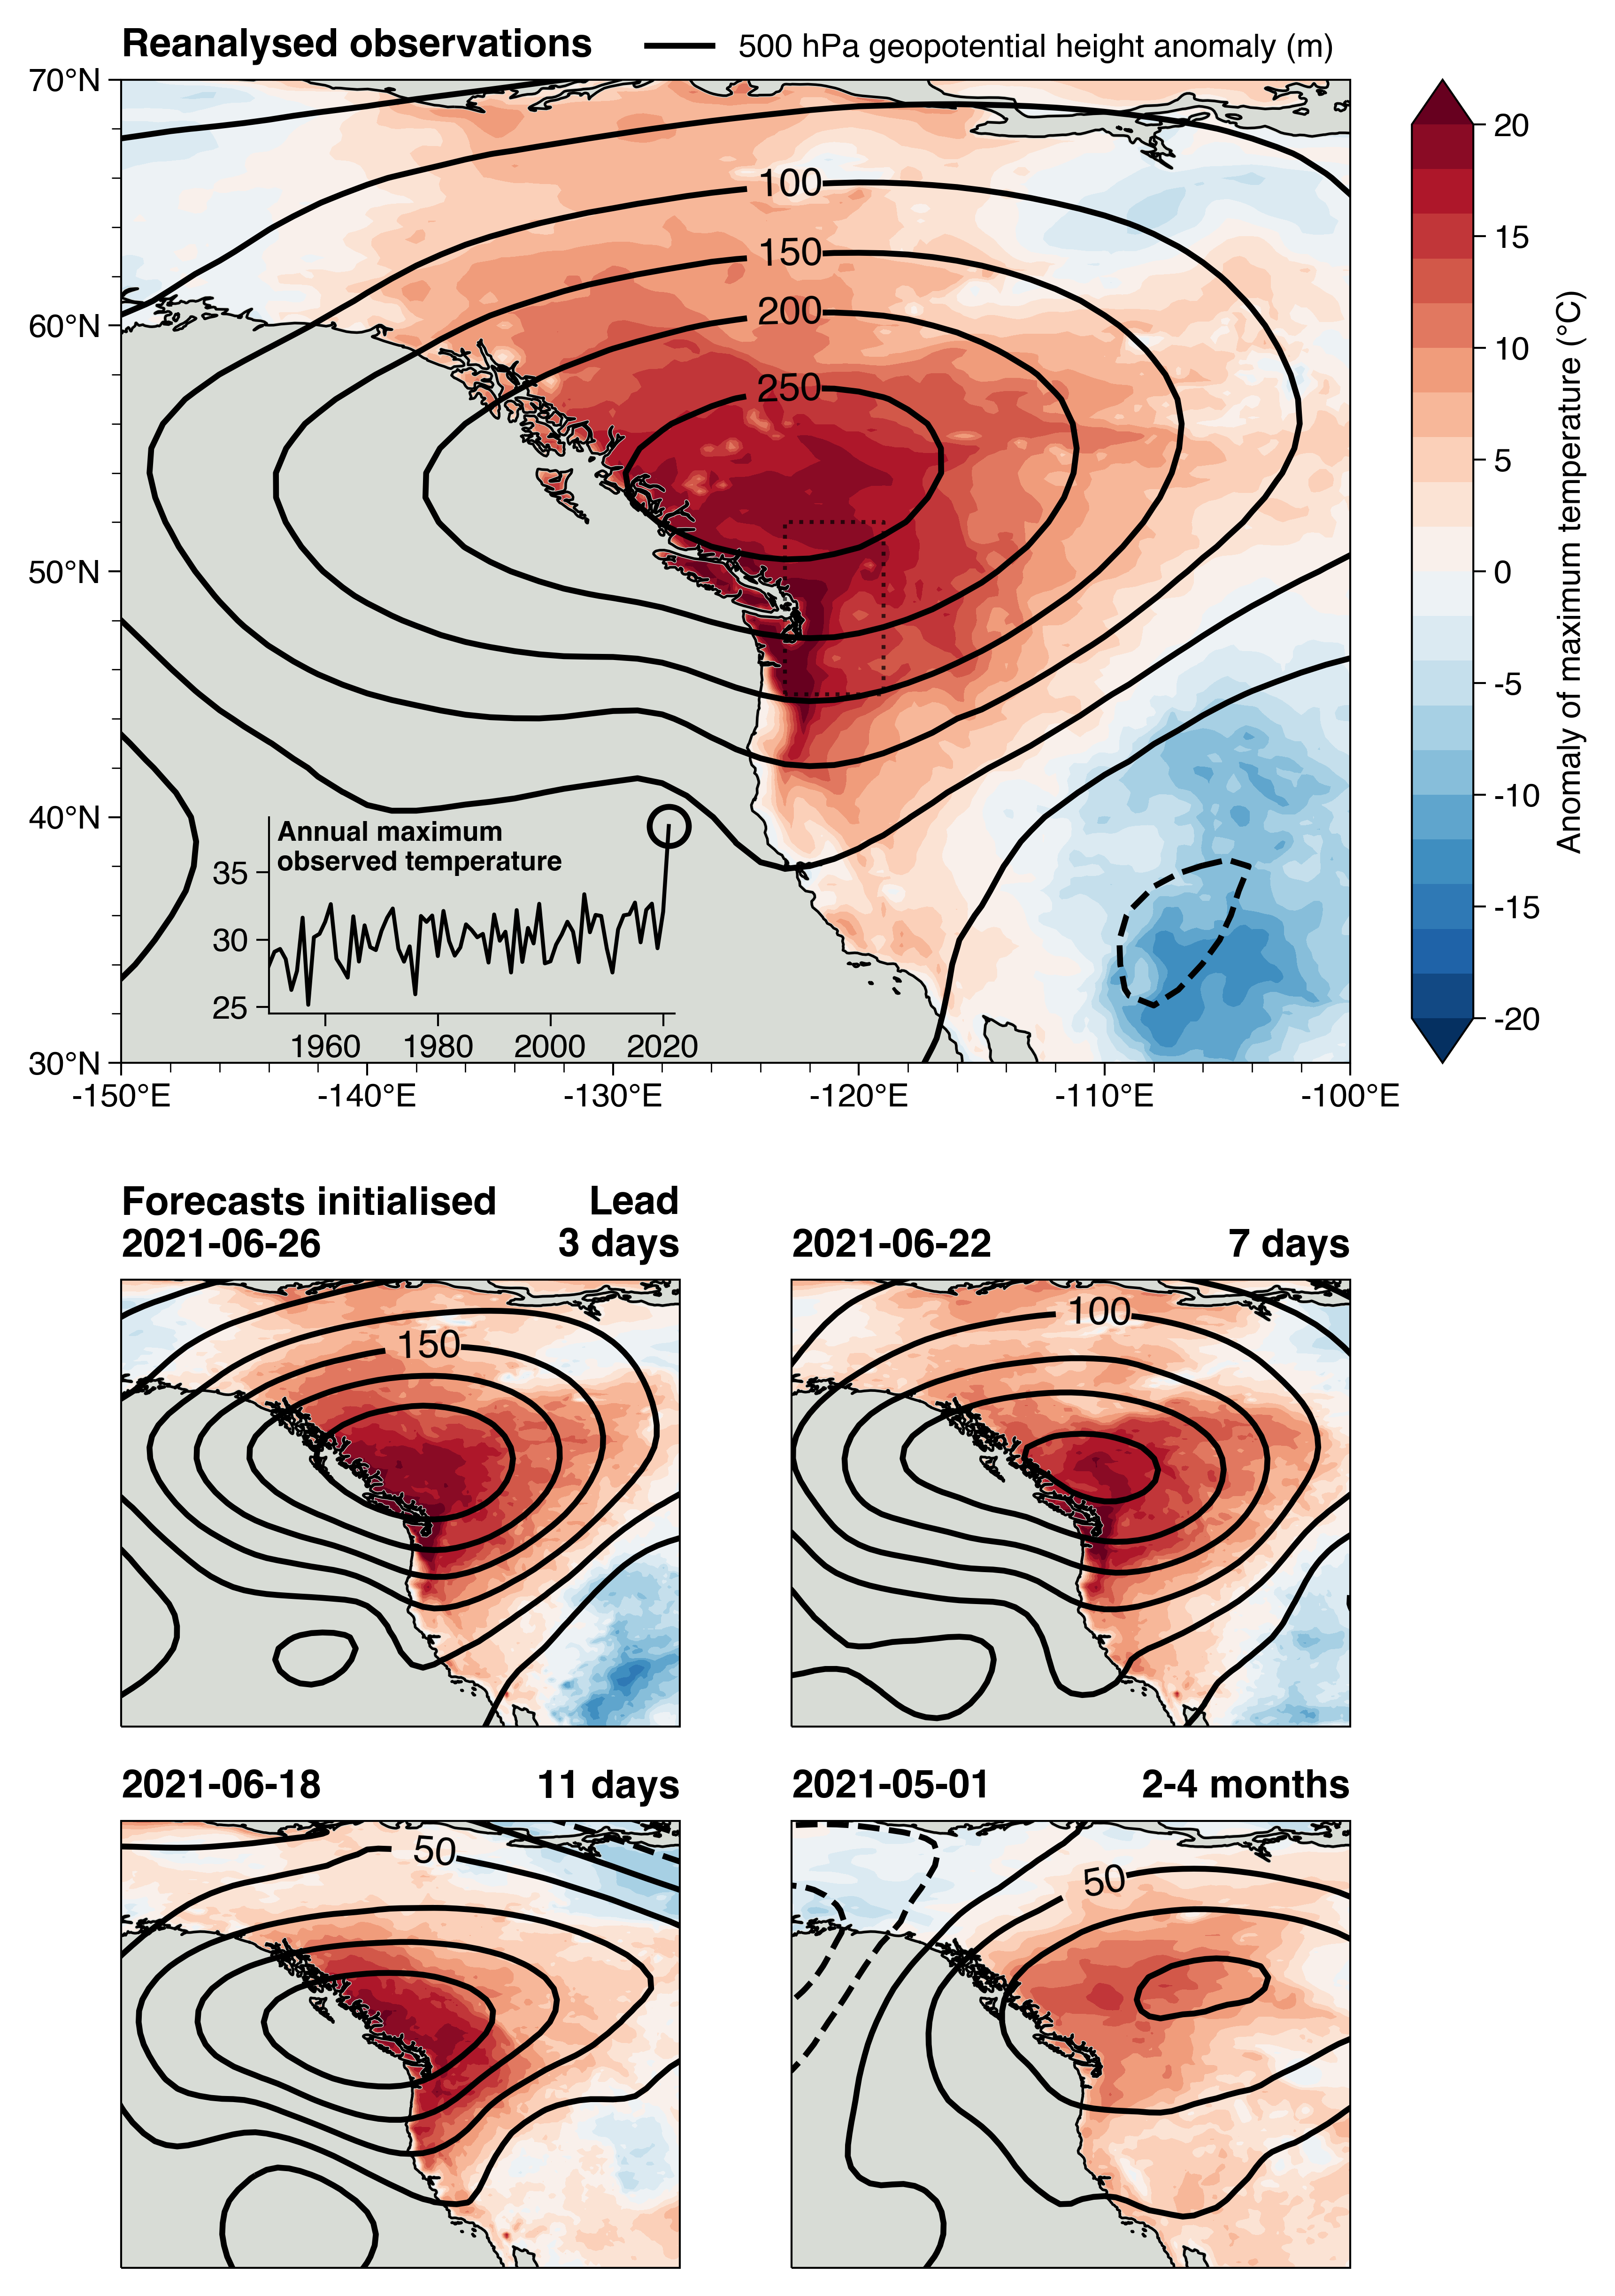 Reanalysed observations
500 hPa geopotential height anomaly (m)
70°N
60°N
50°N
40°N
30°N
-150°E
-140°E
-130°E
-120°E
-110°E
-100°E
100
150
200
250
Annual maximum
observed temperature
35
30
25
1960
1980
2000
2020
20
15
10
5
0
-5
-10
-15
-20
Anomaly of maximum temperature (°C)
Forecasts initialised
Lead
2021-06-26
3 days
150
2021-06-22
7 days
100
2021-06-18
11 days
50
2021-05-01
2-4 months
50